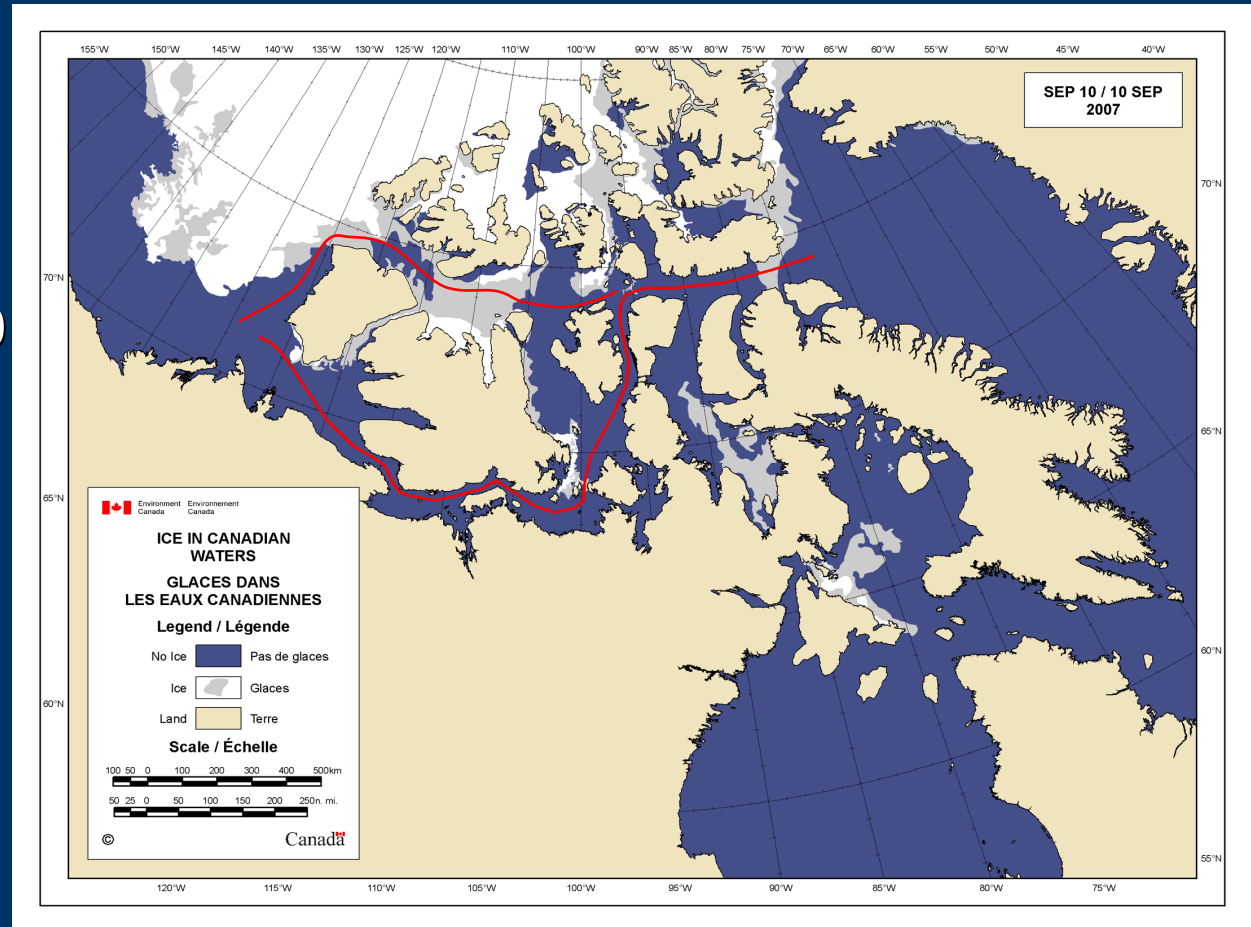 155°W 150°W 145°W 140°W 135°W 130°W 125°W 120°W 110°W 100°W 90°W 85°W 80°W 75°W 70°W 65°W 60°W 55°W 50°W 45°W 40°W
SEP 10 / 10 SEP
2007
70°N
70°N
65°N
65°N
60°N
60°N
55°N
Environment Environnement
Canada Canada
ICE IN CANADIAN
WATERS
GLACES DANS
LES EAUX CANADIENNES
Legend / Légende
No Ice Pas de glaces
Ice Glaces
Land Terre
Scale / Échelle
100 50 0 100 200 300 400 500km
50 25 0 50 100 150 200 250n. mi.
© Canada
120°W 115°W 110°W 105°W 100°W 95°W 90°W 85°W 80°W 75°W